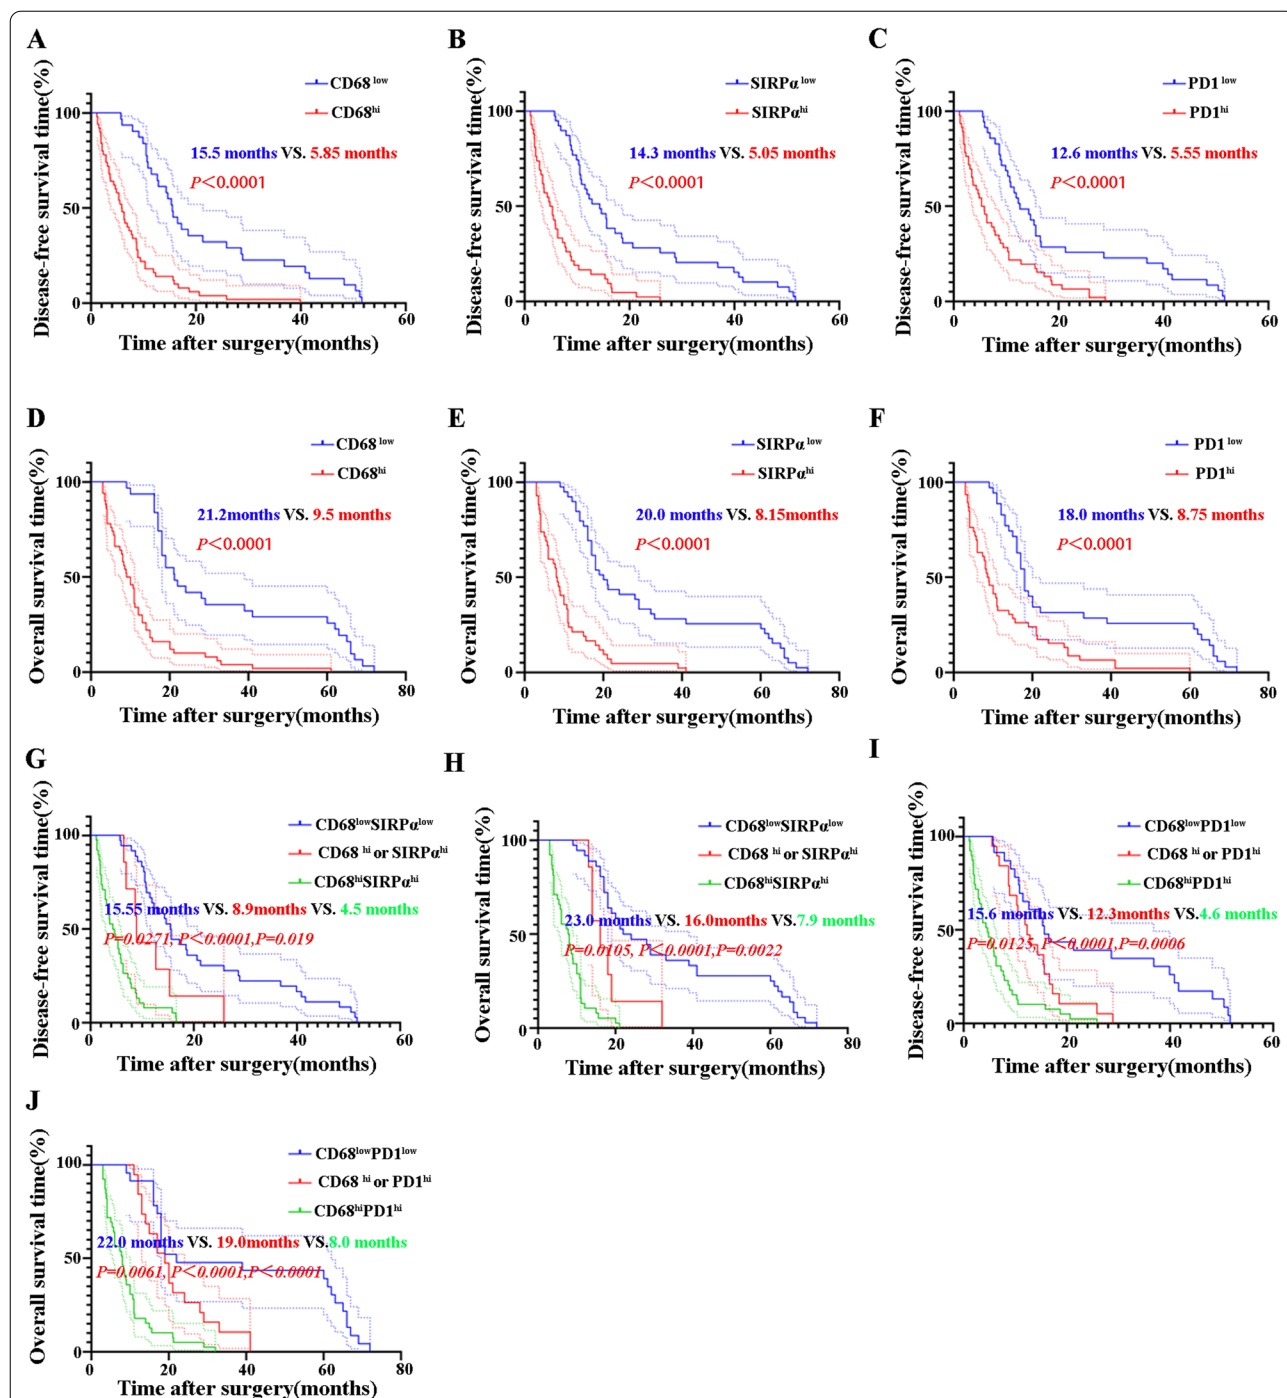 A
Disease-free survival time(%)
CD68 low
CD68hi
15.5 months VS. 5.85 months
P<0.0001
100
50
0
0 20 40 60
Time after surgery(months)
B
SIRPα low
SIRPαhi
14.3 months VS. 5.05 months
P<0.0001
100
50
0
0 20 40 60
Time after surgery(months)
C
Disease-free survival time(%)
PD1 low
PD1hi
12.6 months VS. 5.55 months
P<0.0001
100
50
0
0 20 40 60
Time after surgery(months)
D
Overall survival time(%)
CD68 low
CD68hi
21.2months VS. 9.5 months
P<0.0001
100
50
0
0 20 40 60 80
Time after surgery(months)
E
Overall survival time(%)
SIRPα low
SIRPαhi
20.0 months VS. 8.15months
P<0.0001
100
50
0
0 20 40 60 80
Time after surgery(months)
F
Overall survival time(%)
PD1 low
PD1hi
18.0 months VS. 8.75 months
P<0.0001
100
50
0
0 20 40 60 80
Time after surgery(months)
G
Disease-free survival time(%)
CD68lowSIRPαlow
CD68 hi or SIRPαhi
CD68hiSIRPαhi
15.55 months VS. 8.9months VS. 4.5 months
P=0.0271, P<0.0001,P=0.019
100
50
0
0 20 40 60
Time after surgery(months)
H
Overall survival time(%)
CD68lowSIRPαlow
CD68 hi or SIRPαhi
CD68hiSIRPαhi
23.0 months VS. 16.0months VS.7.9 months
P=0.0105, P<0.0001,P=0.0022
100
50
0
0 20 40 60 80
Time after surgery(months)
I
Disease-free survival time(%)
CD68lowPD1low
CD68 hi or PD1hi
CD68hiPD1hi
15.6 months VS. 12.3months VS.4.6 months
P=0.0125, P<0.0001,P=0.0006
100
50
0
0 20 40 60
Time after surgery(months)
J
Overall survival time(%)
CD68lowPD1low
CD68 hi or PD1hi
CD68hiPD1hi
22.0 months VS. 19.0months VS.8.0 months
P=0.0061, P<0.0001,P<0.0001
100
50
0
0 20 40 60 80
Time after surgery(months)